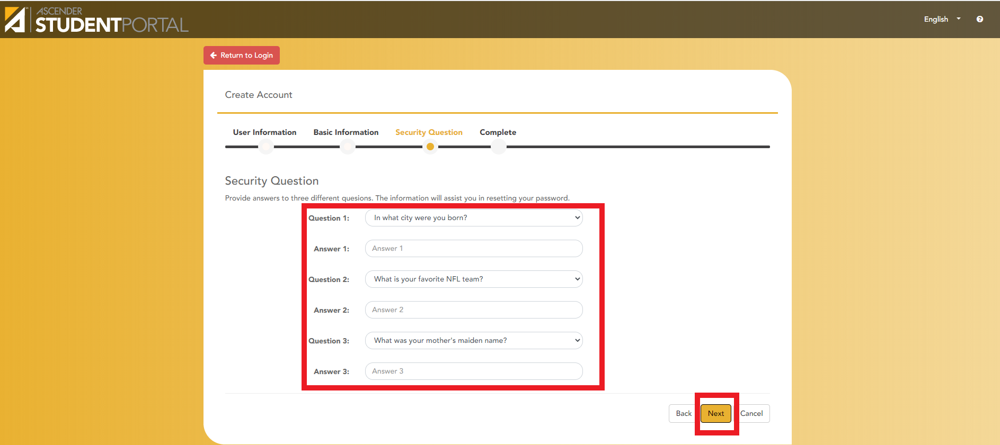 ASCENDER
STUDENTPORTAL
English
Return to Login
Create Account
User Information Basic Information Security Question Complete
Security Question
Provide answers to three different quesions. The information will assist you in resetting your password.
Question 1: In what city were you born?
Answer 1: Answer 1
Question 2: What is your favorite NFL team?
Answer 2: Answer 2
Question 3: What was your mother's maiden name?
Answer 3: Answer 3
Back Next Cancel